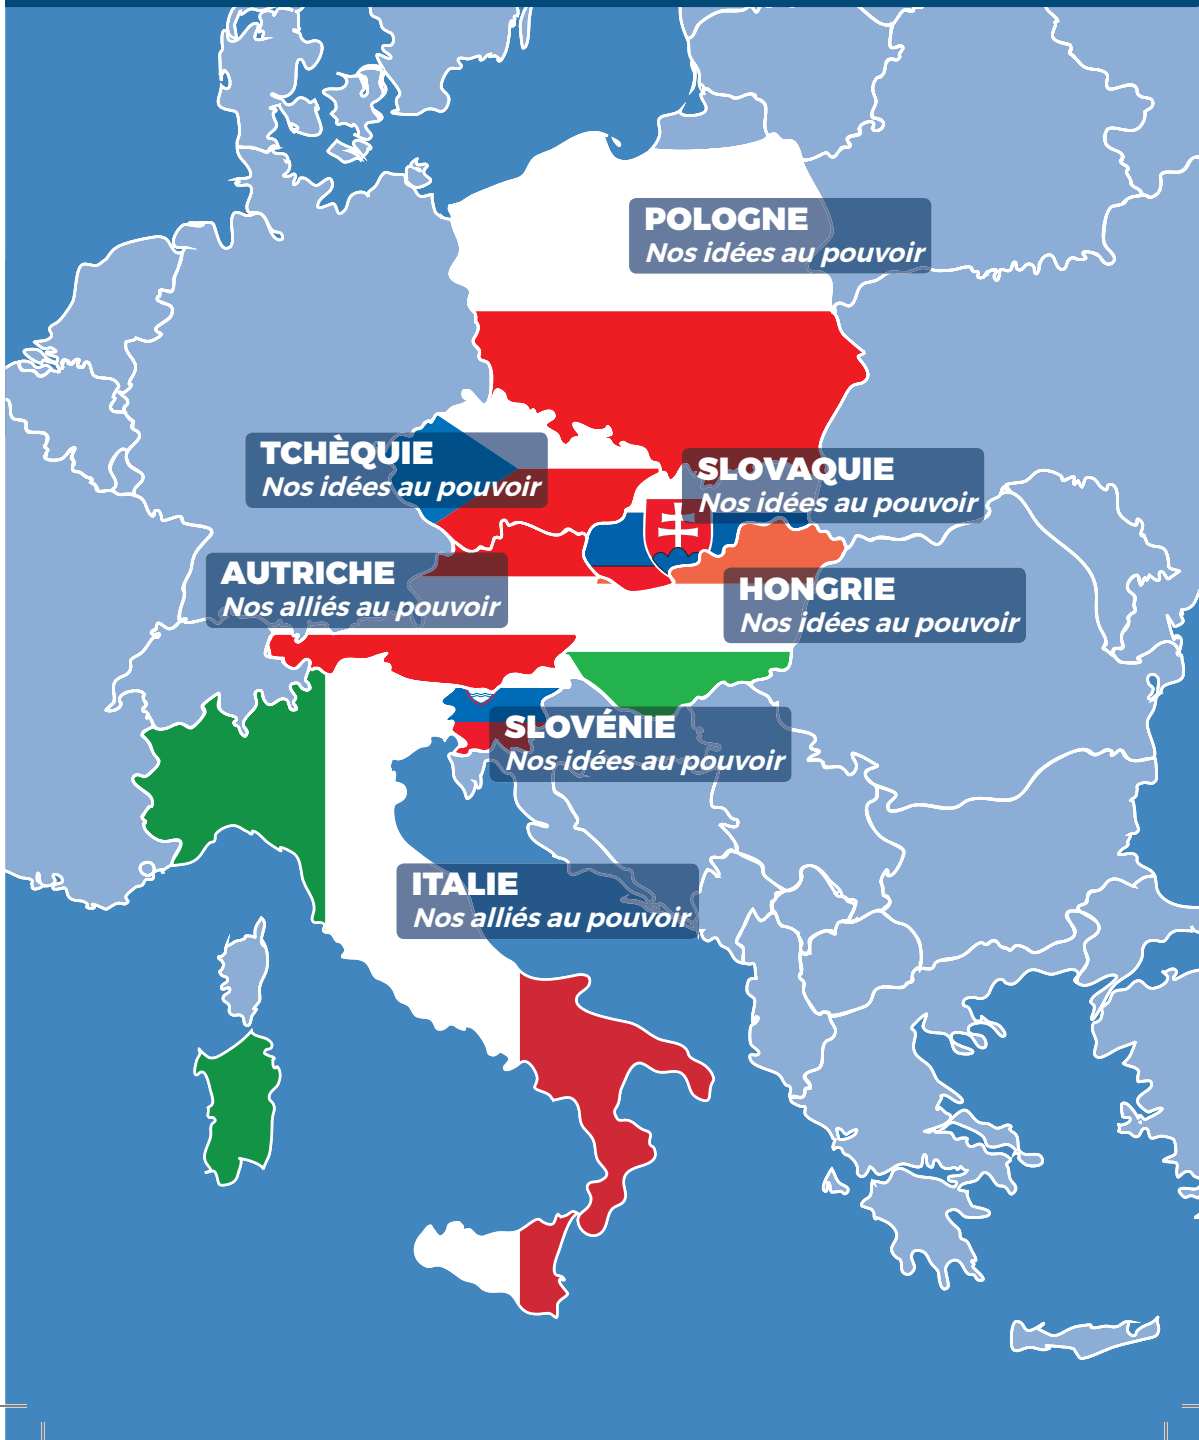 POLOGNE
Nos idées au pouvoir
TCHÈQUIE
Nos idées au pouvoir
SLOVAQUIE
Nos idées au pouvoir
AUTRICHE
Nos alliés au pouvoir
HONGRIE
Nos idées au pouvoir
SLOVÉNIE
Nos idées au pouvoir
ITALIE
Nos alliés au pouvoir